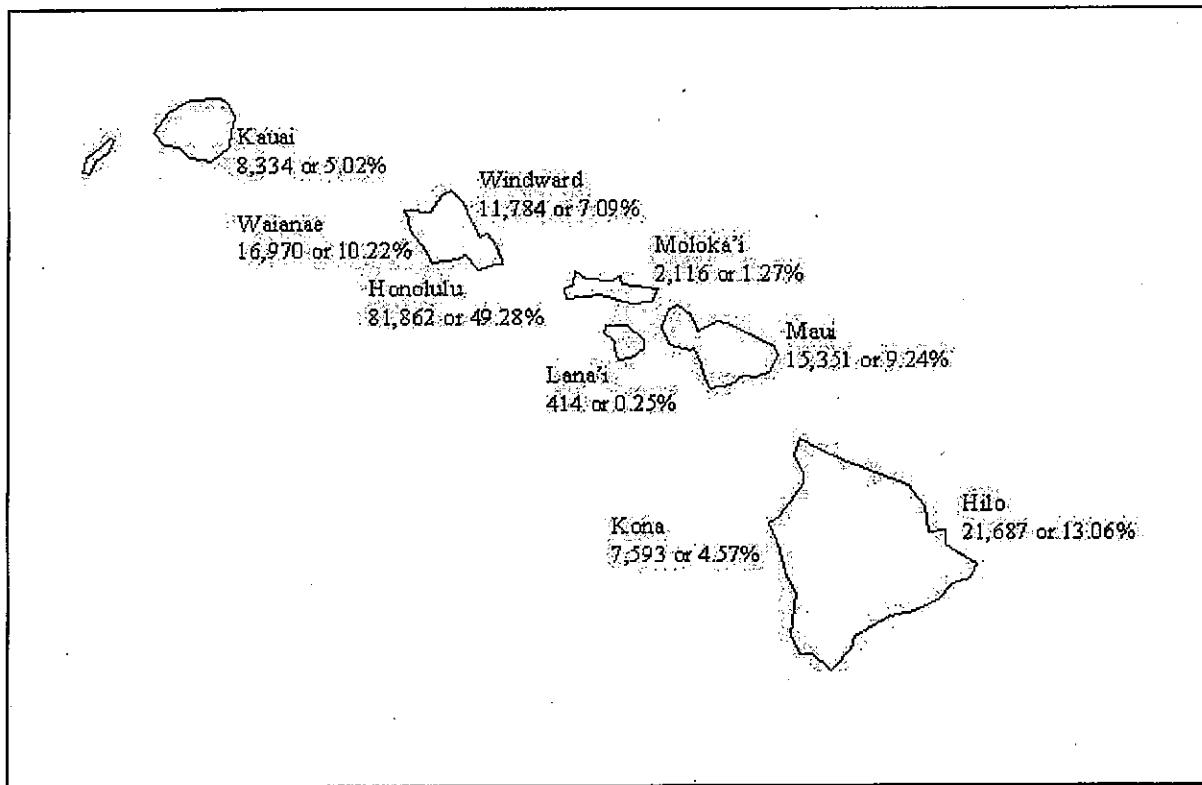 Kauai
8,334 or 5.02%
Windward
11,784 or 7.09%
Waianae
16,970 or 10.22%
Moloka'i
2,116 or 1.27%
Honolulu
81,862 or 49.28%
Maui
15,351 or 9.24%
Lana'i
414 or 0.25%
Hilo
21,687 or 13.06%
Kona
7,593 or 4.57%